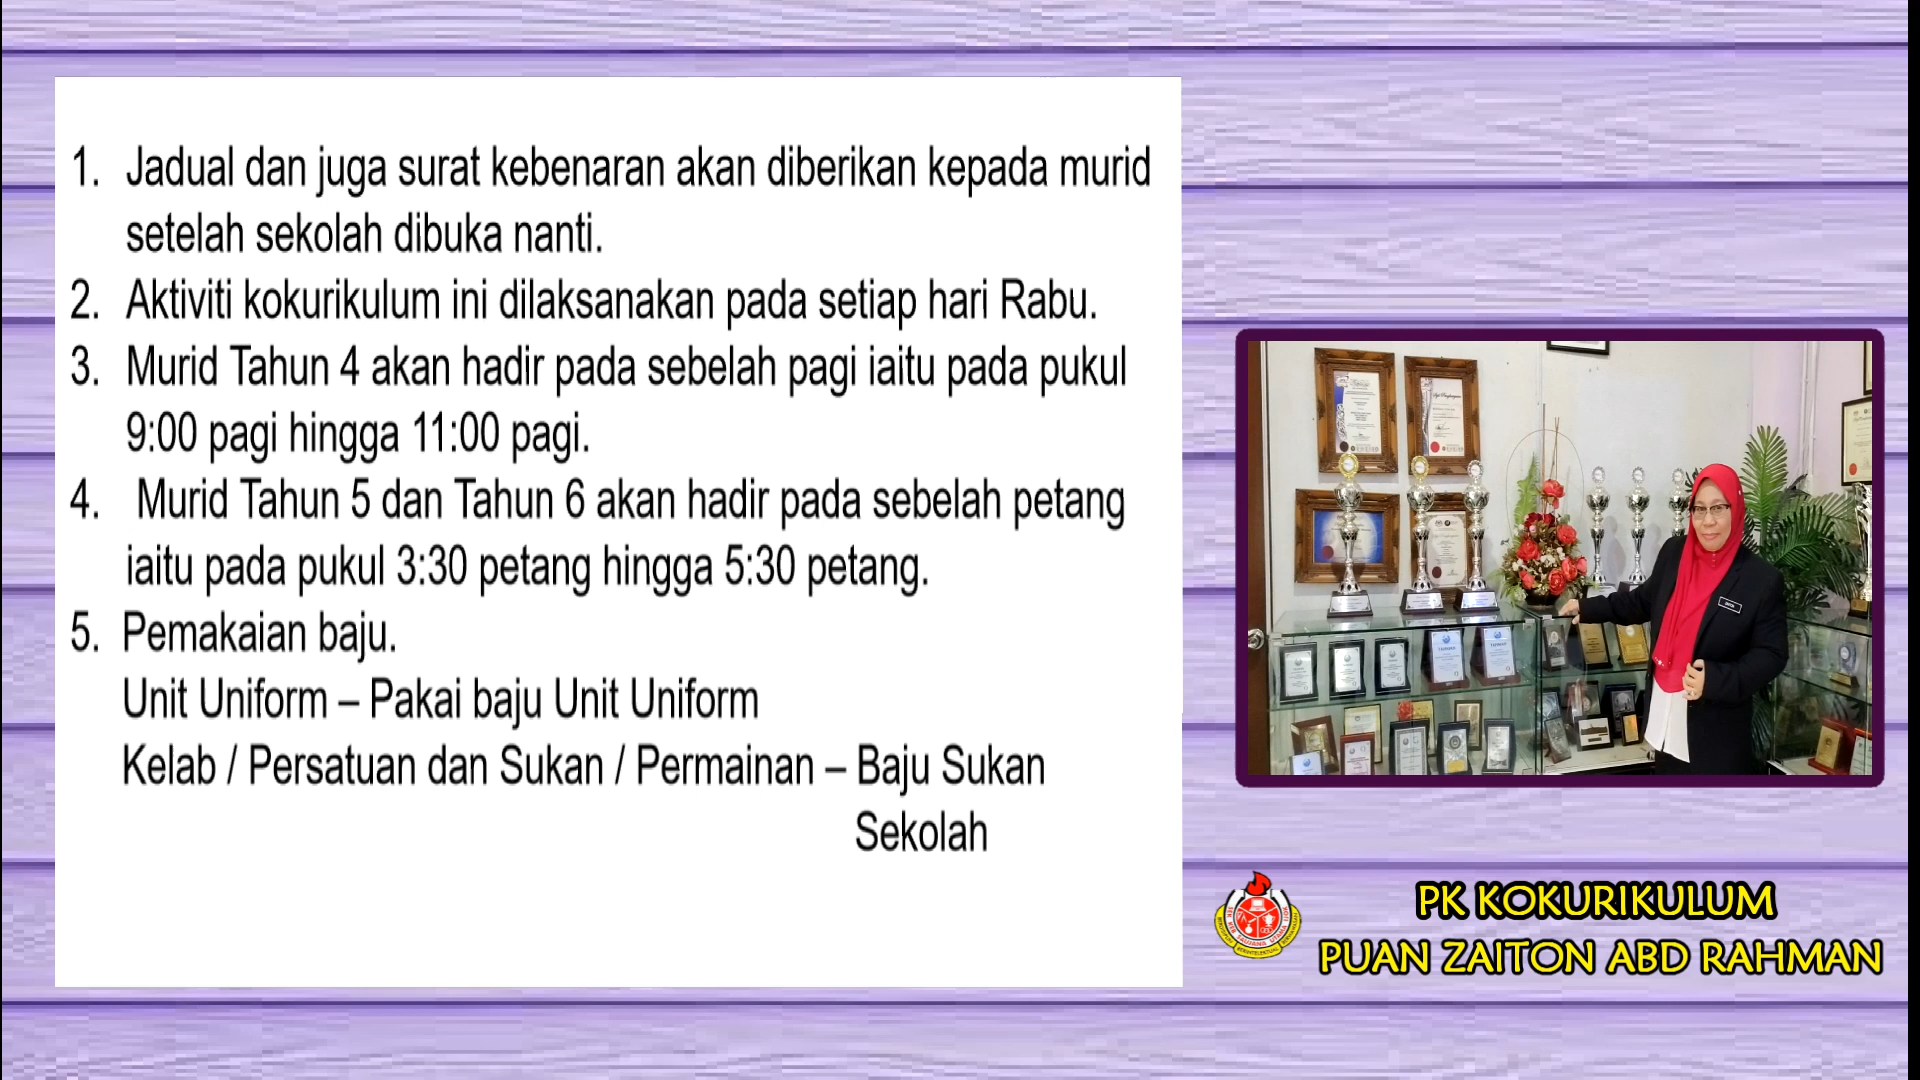 1. Jadual dan juga surat kebenaran akan diberikan kepada murid
setelah sekolah dibuka nanti.
2. Aktiviti kokurikulum ini dilaksanakan pada setiap hari Rabu.
3. Murid Tahun 4 akan hadir pada sebelah pagi iaitu pada pukul
9:00 pagi hingga 11:00 pagi.
4. Murid Tahun 5 dan Tahun 6 akan hadir pada sebelah petang
iaitu pada pukul 3:30 petang hingga 5:30 petang.
5. Pemakaian baju.
Unit Uniform – Pakai baju Unit Uniform
Kelab / Persatuan dan Sukan / Permainan – Baju Sukan
Sekolah
PK KOKURIKULUM
PUAN ZAITON ABD RAHMAN